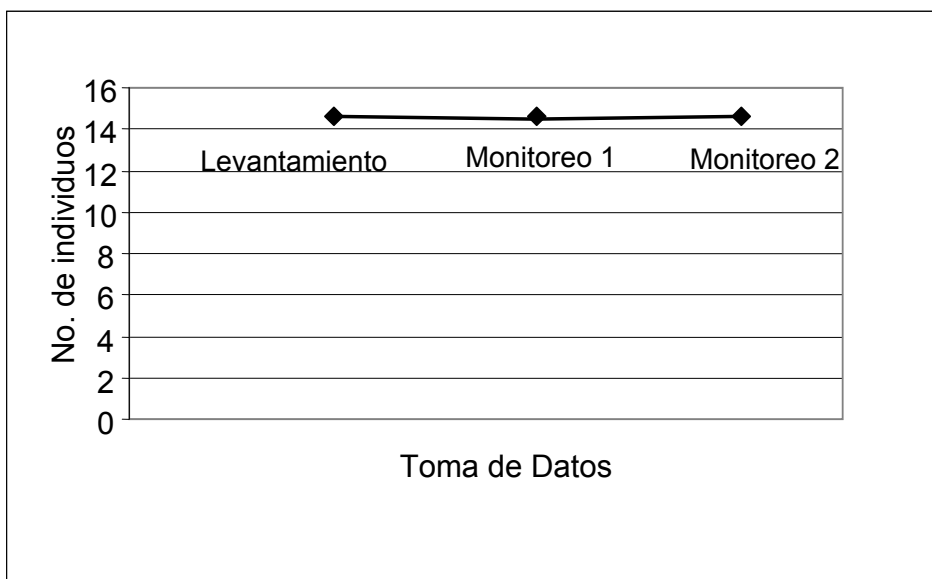 No. de individuos
16
14
12
10
8
6
4
2
0
Levantamiento
Monitoreo 1
Monitoreo 2
Toma de Datos